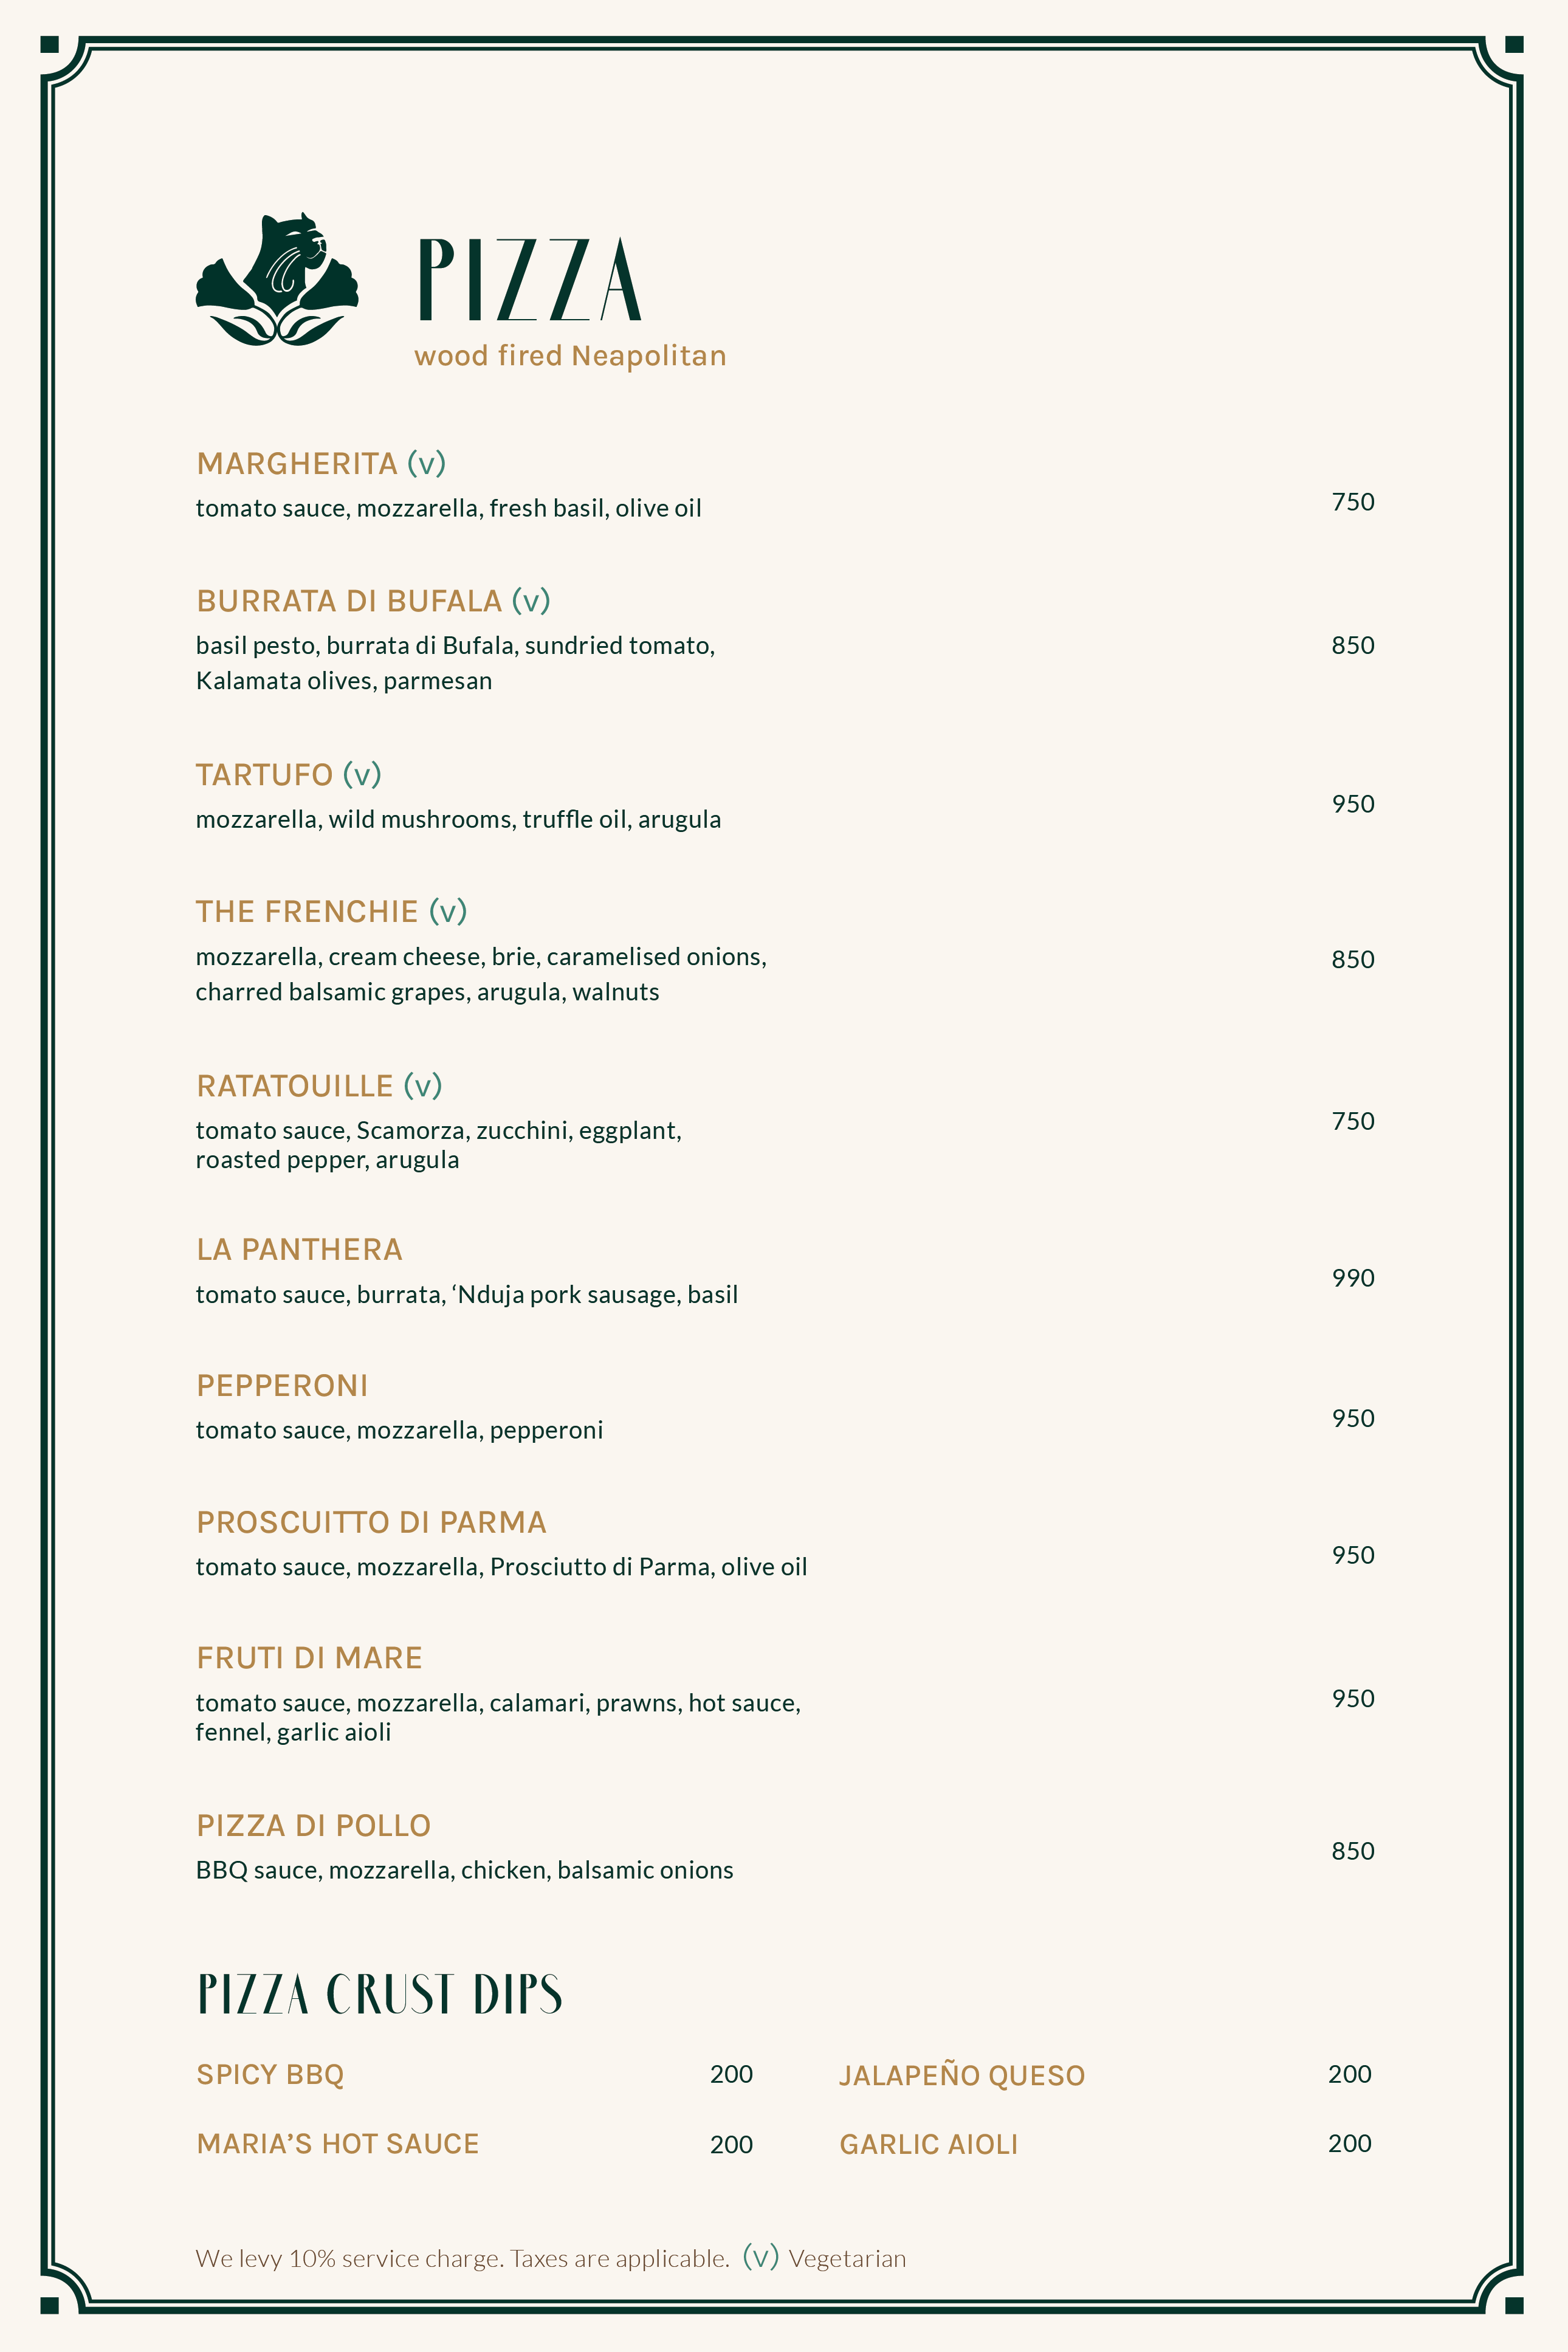 PIZZA
wood fired Neapolitan
MARGHERITA (v)
tomato sauce, mozzarella, fresh basil, olive oil
750
BURRATA DI BUFALA (v)
basil pesto, burrata di Bufala, sundried tomato,
850
Kalamata olives, parmesan
TARTUFO (v)
mozzarella, wild mushrooms, truffle oil, arugula
950
THE FRENCHIE (v)
mozzarella, cream cheese, brie, caramelised onions,
850
charred balsamic grapes, arugula, walnuts
RATATOUILLE (v)
tomato sauce, Scamorza, zucchini, eggplant,
750
roasted pepper, arugula
LA PANTHERA
tomato sauce, burrata, ‘Nduja pork sausage, basil
990
PEPPERONI
tomato sauce, mozzarella, pepperoni
950
PROSCUITTO DI PARMA
tomato sauce, mozzarella, Prosciutto di Parma, olive oil
950
FRUTI DI MARE
tomato sauce, mozzarella, calamari, prawns, hot sauce,
950
fennel, garlic aioli
PIZZA DI POLLO
BBQ sauce, mozzarella, chicken, balsamic onions
850
PIZZA CRUST DIPS
SPICY BBQ 200 JALAPEÑO QUESO 200
MARIA’S HOT SAUCE 200 GARLIC AIOLI 200
We levy 10% service charge. Taxes are applicable. (v) Vegetarian